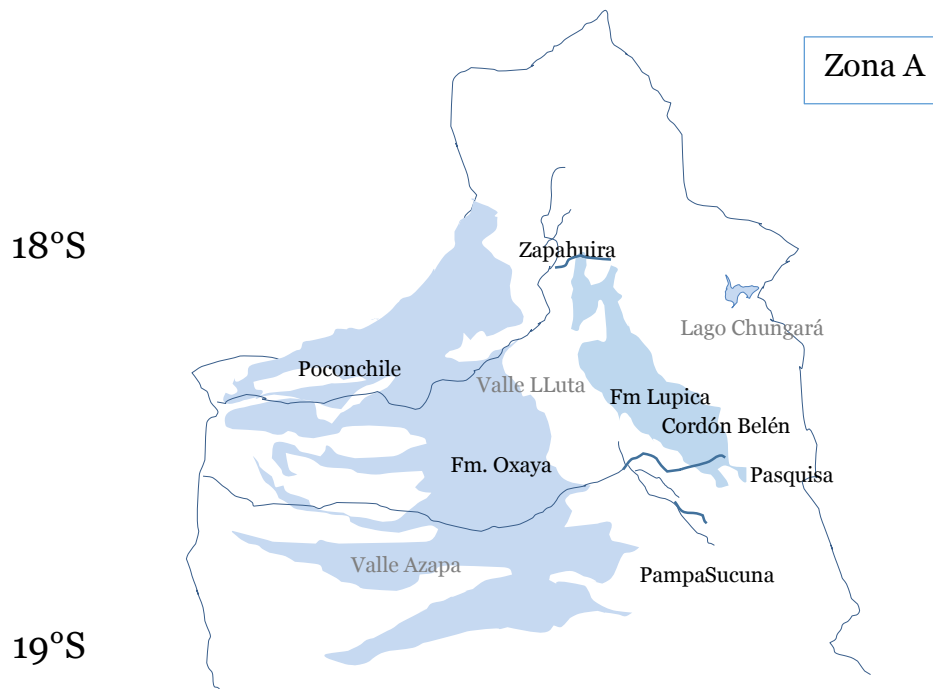 Zona A
18°S
Zapahuira
Lago Chungará
Poconchile
Valle LLuta
Fm Lupica
Cordón Belén
Fm. Oxaya
Pasquisa
Valle Azapa
PampaSucuna
19°S